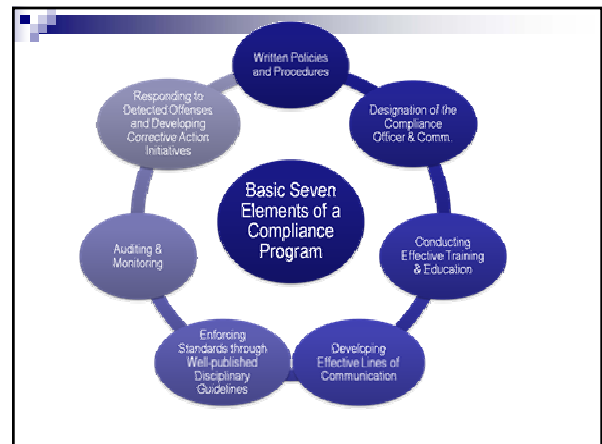 Written Policies
and Procedures
Designation of the
Compliance
Officer & Comm.
Conducting
Effective Training
& Education
Developing
Effective Lines of
Communication
Enforcing
Standards through
Well-published
Disciplinary
Guidelines
Auditing &
Monitoring
Responding to
Detected Offenses
and Developing
Corrective Action
Initiatives
Basic Seven
Elements of a
Compliance
Program